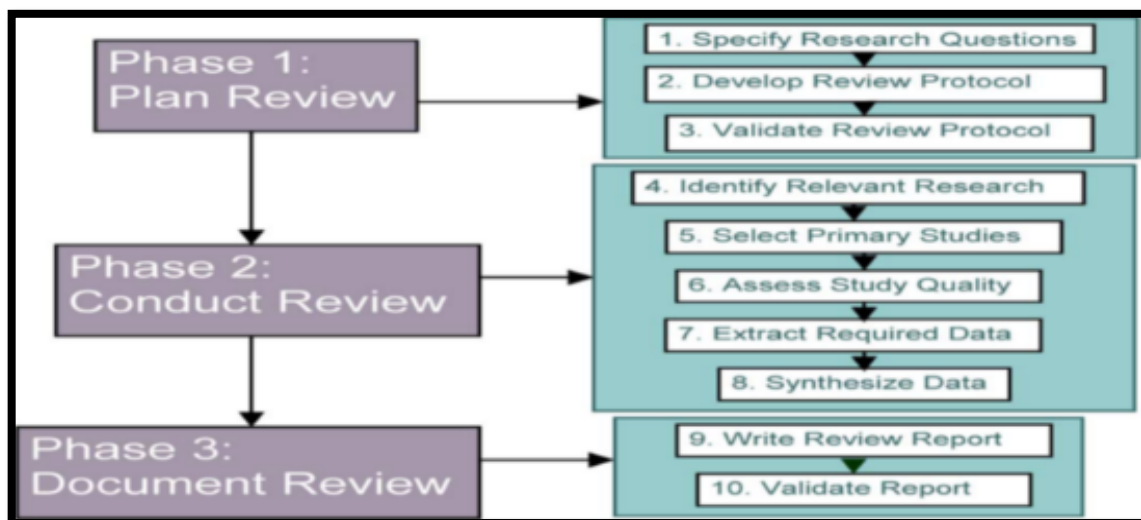 Phase 1:
Plan Review
1. Specify Research Questions
2. Develop Review Protocol
3. Validate Review Protocol
Phase 2:
Conduct Review
4. Identify Relevant Research
5. Select Primary Studies
6. Assess Study Quality
7. Extract Required Data
8. Synthesize Data
Phase 3:
Document Review
9. Write Review Report
10. Validate Report